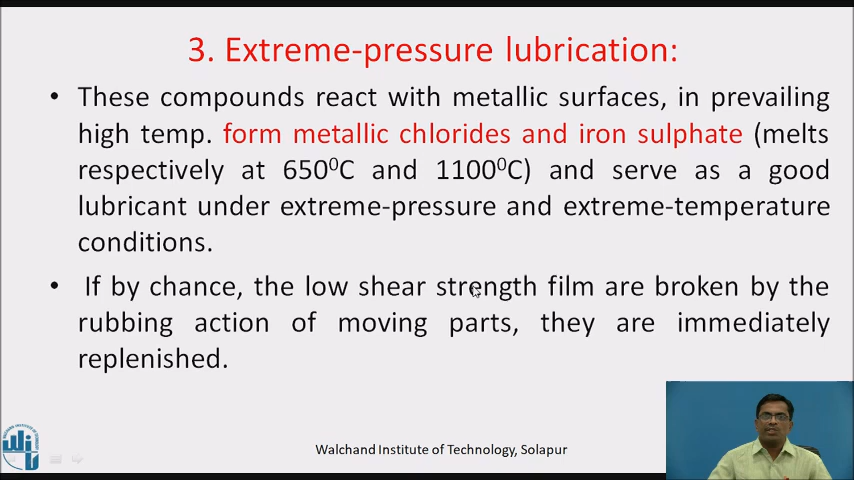 3. Extreme-pressure lubrication:
• These compounds react with metallic surfaces, in prevailing
high temp. form metallic chlorides and iron sulphate (melts
respectively at 650⁰C and 1100⁰C) and serve as a good
lubricant under extreme-pressure and extreme-temperature
conditions.
• If by chance, the low shear strength film are broken by the
rubbing action of moving parts, they are immediately
replenished.
Walchand Institute of Technology, Solapur